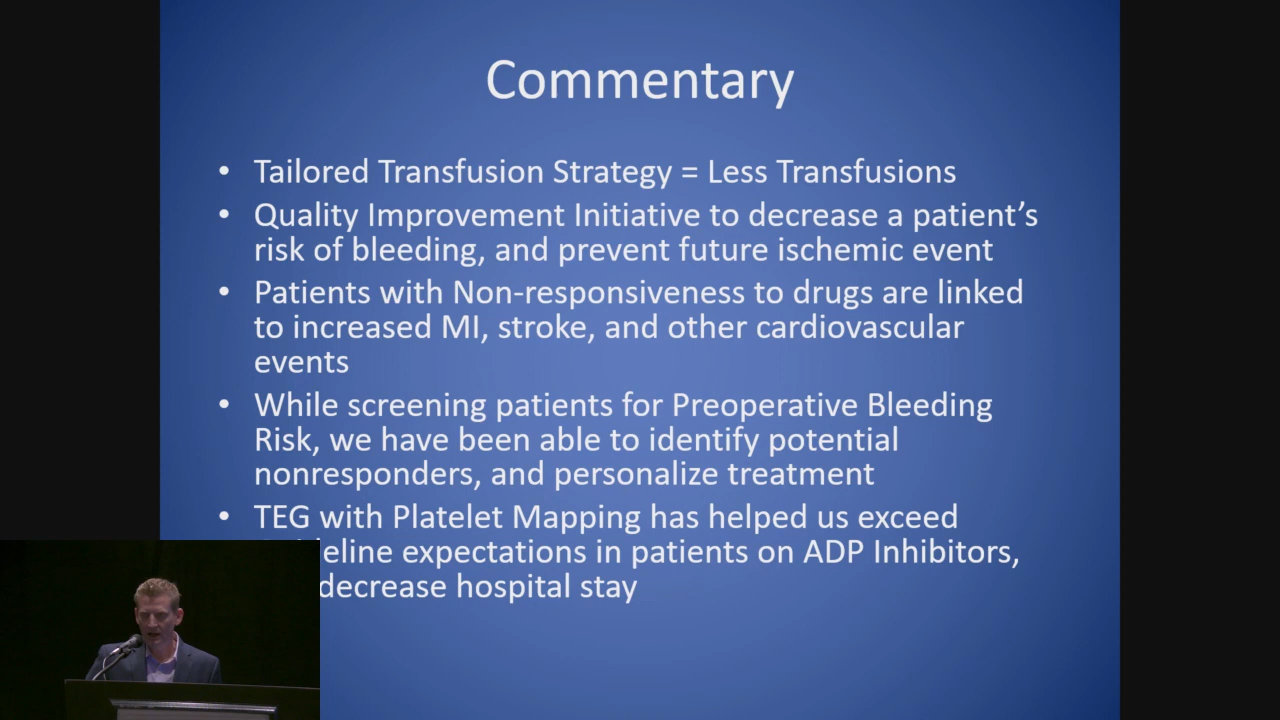 Commentary
• Tailored Transfusion Strategy = Less Transfusions
• Quality Improvement Initiative to decrease a patient’s
risk of bleeding, and prevent future ischemic event
• Patients with Non-responsiveness to drugs are linked
to increased MI, stroke, and other cardiovascular
events
• While screening patients for Preoperative Bleeding
Risk, we have been able to identify potential
nonresponders, and personalize treatment
• TEG with Platelet Mapping has helped us exceed
expectations in patients on ADP Inhibitors,
decrease hospital stay